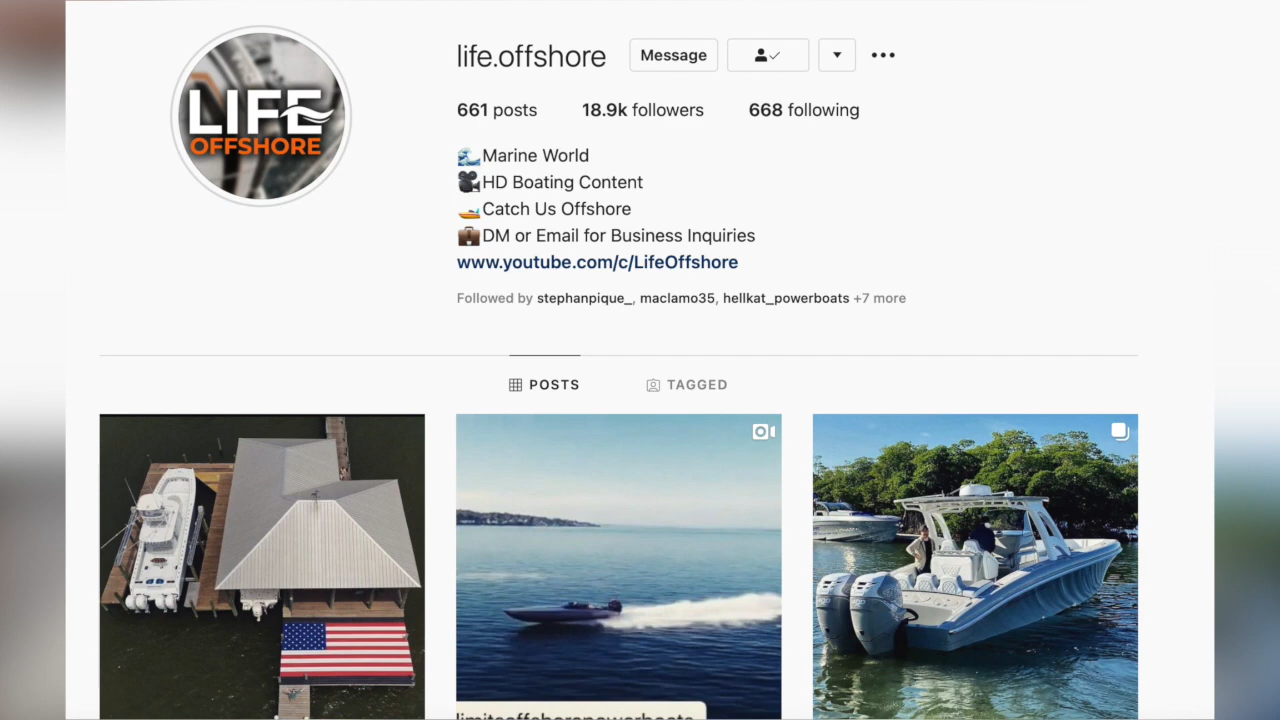 LIFE
OFFSHORE
life.offshore
Message
661 posts 18.9k followers 668 following
Marine World
HD Boating Content
Catch Us Offshore
DM or Email for Business Inquiries
www.youtube.com/c/LifeOffshore
Followed by stephanpique_, maclamo35, hellkat_powerboats +7 more
POSTS TAGGED
limitsoffshorepowerboats